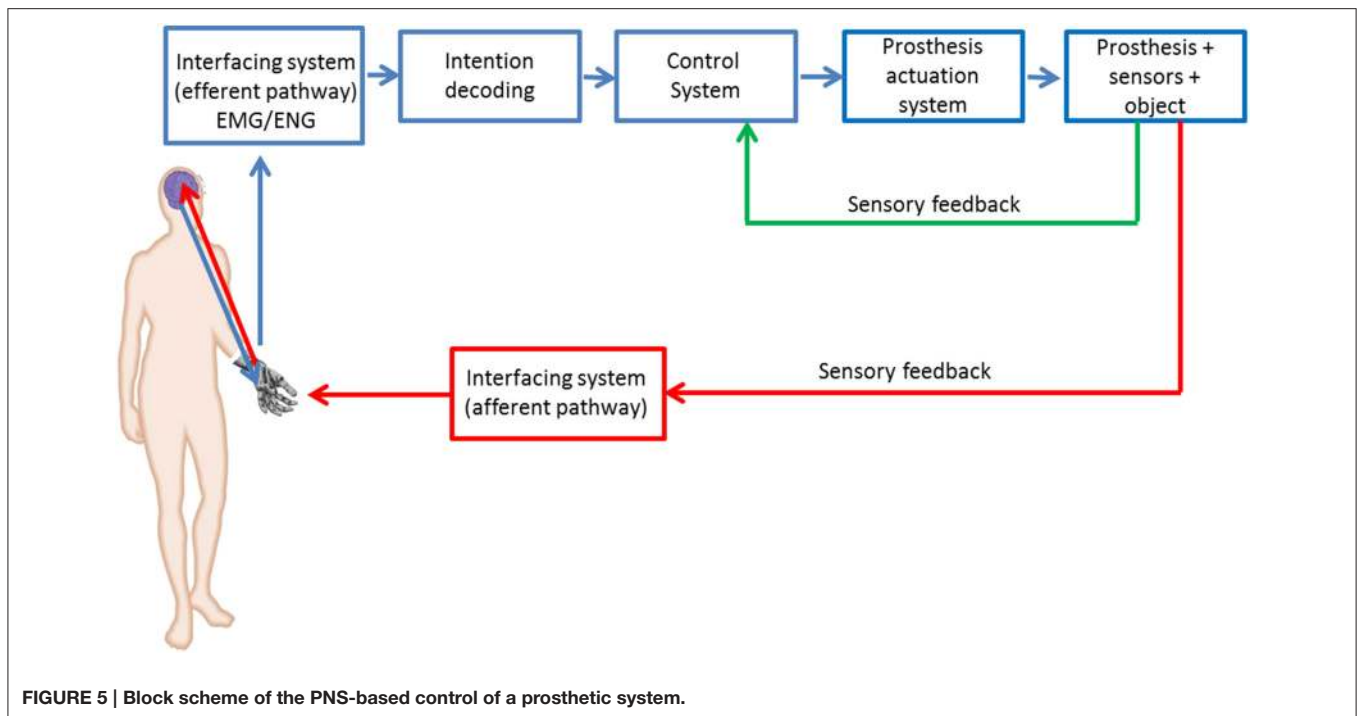 Interfacing system
(efferent pathway)
EMG/ENG
Intention
decoding
Control
System
Prosthesis
actuation
system
Prosthesis +
sensors +
object
Sensory feedback
Sensory feedback
Interfacing system
(afferent pathway)
FIGURE 5 | Block scheme of the PNS-based control of a prosthetic system.